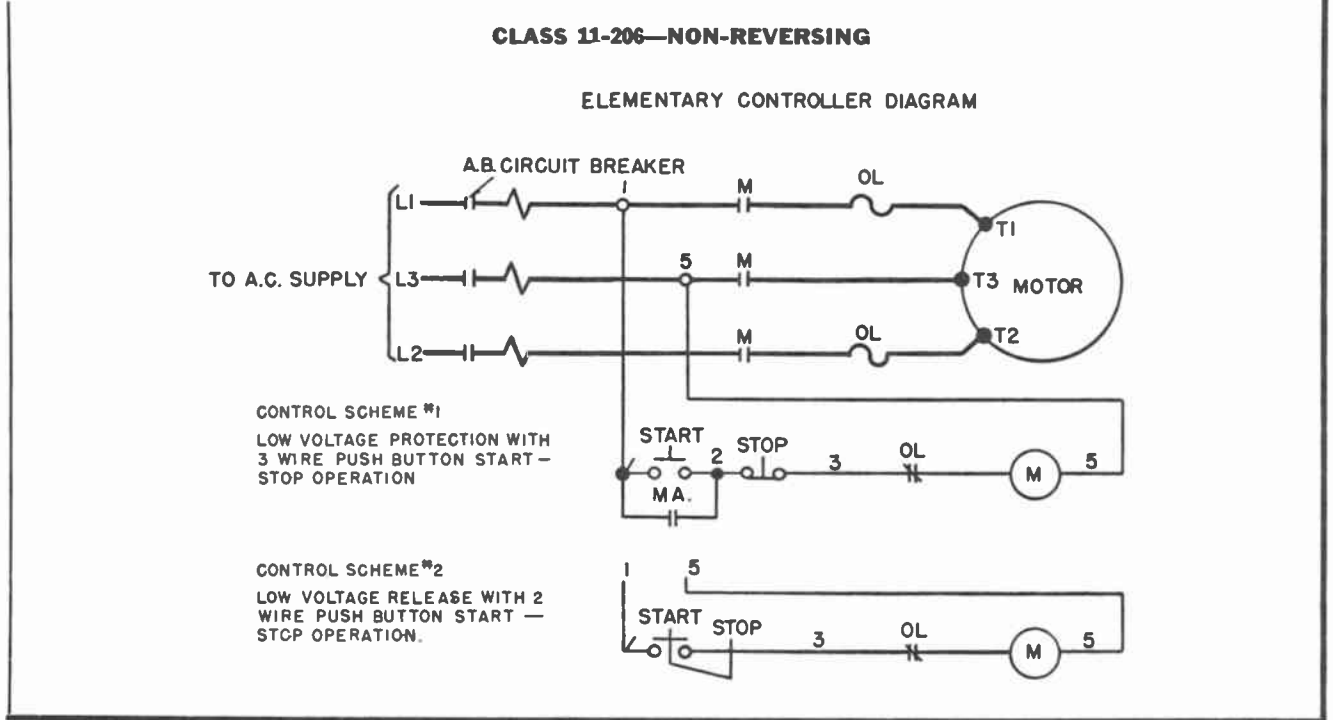 CLASS 11-206—NON-REVERSING
ELEMENTARY CONTROLLER DIAGRAM
A.B. CIRCUIT BREAKER
1
M
OL
L1
T1
TO A.C. SUPPLY
L3
5
M
T3
MOTOR
L2
M
OL
T2
CONTROL SCHEME #1
LOW VOLTAGE PROTECTION WITH
3 WIRE PUSH BUTTON START —
STOP OPERATION
START
2
STOP
3
OL
M
5
MA.
CONTROL SCHEME #2
LOW VOLTAGE RELEASE WITH 2
WIRE PUSH BUTTON START —
STOP OPERATION.
1
5
START
STOP
3
OL
M
5